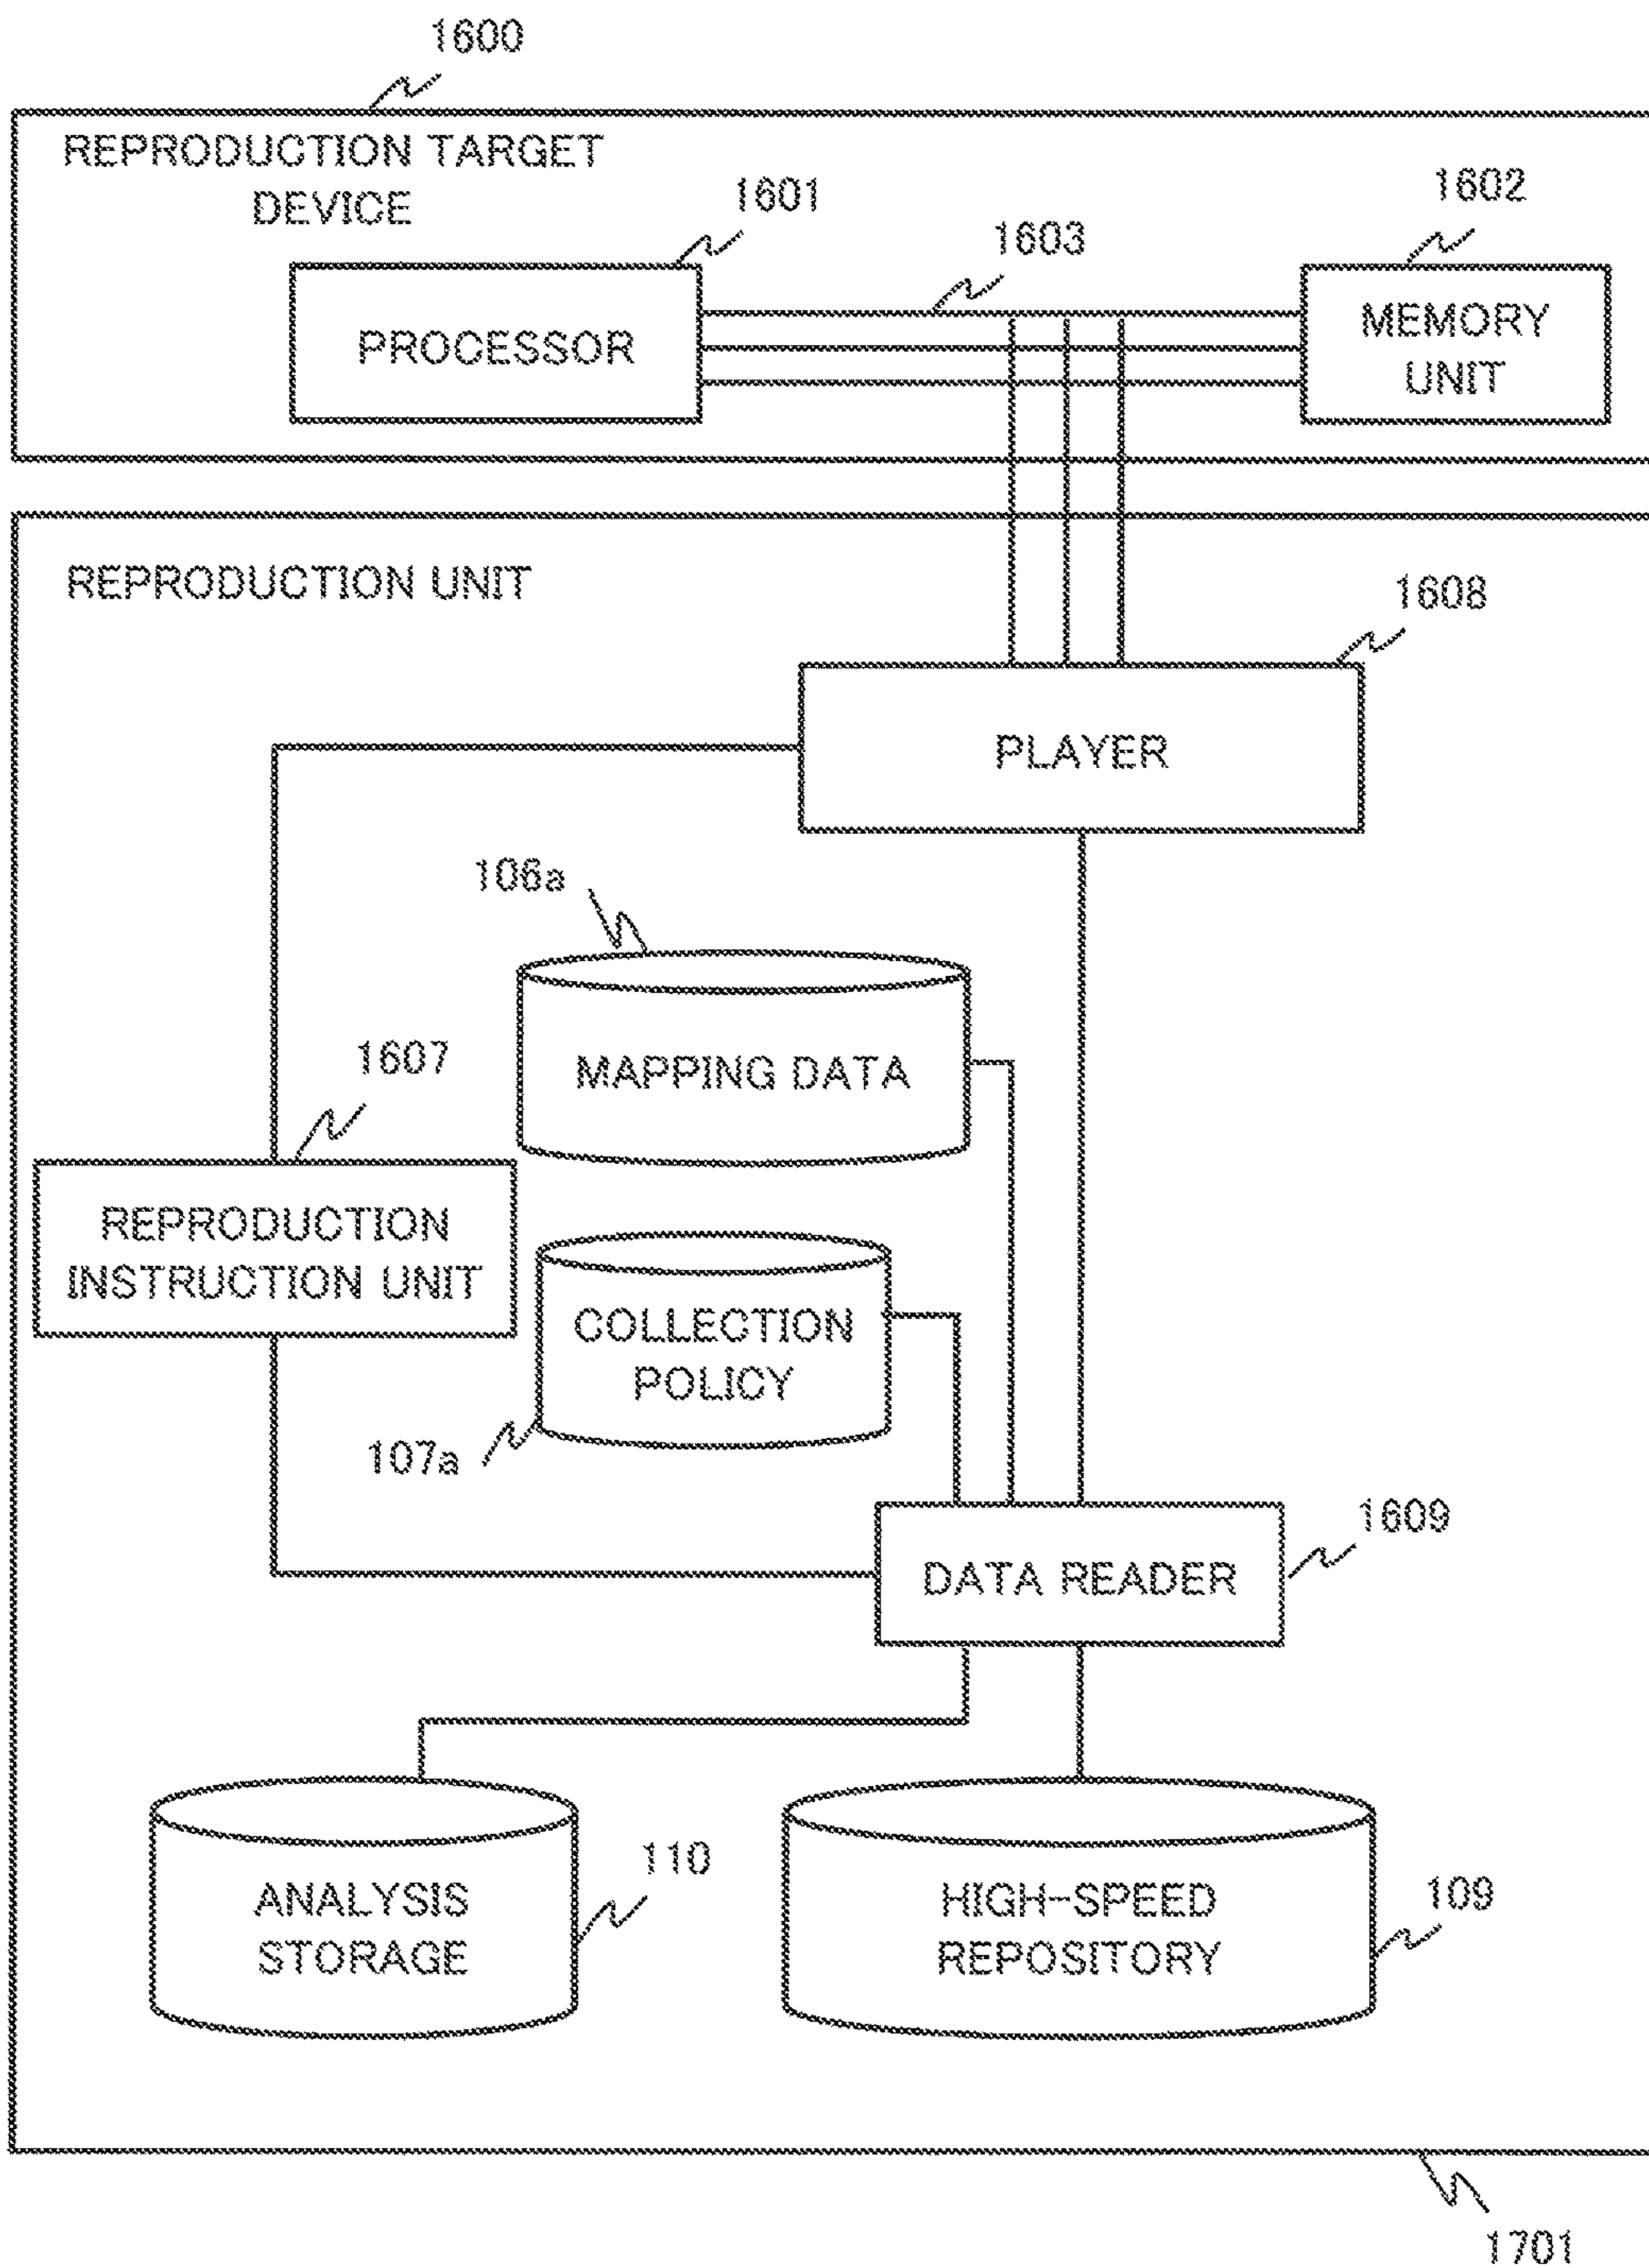 1600
REPRODUCTION TARGET
DEVICE
1601
1603
1602
PROCESSOR
MEMORY
UNIT
REPRODUCTION UNIT
1608
PLAYER
106a
MAPPING DATA
1607
REPRODUCTION
INSTRUCTION UNIT
COLLECTION
POLICY
107a
1609
DATA READER
ANALYSIS
STORAGE
110
HIGH-SPEED
REPOSITORY
109
1701